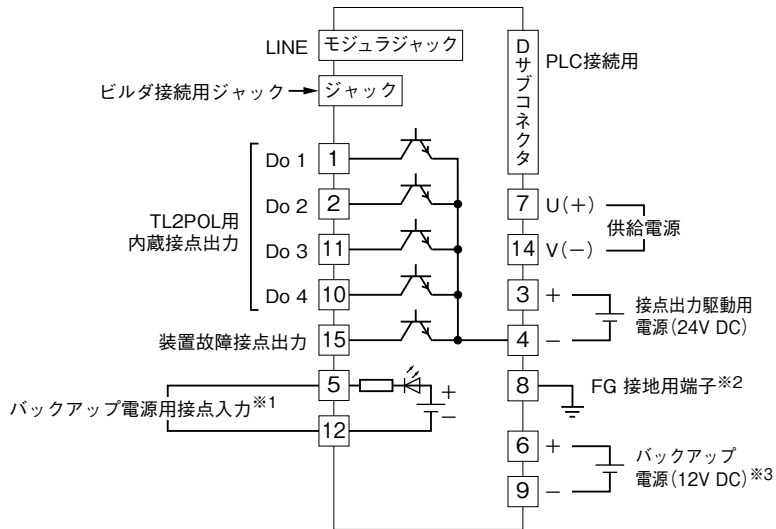 LINE
モジュラジャック
ビルダ接続用ジャック
ジャック
Dサブコネクタ
PLC接続用
TL2POL用
内蔵接点出力
Do 1
1
Do 2
2
Do 3
11
Do 4
10
装置故障接点出力
15
バックアップ電源用接点入力※1
5
12
+
−
7
U(+)
14
V(−)
供給電源
3
+
4
−
接点出力駆動用
電源(24V DC)
8
FG 接地用端子※2
6
+
9
−
バックアップ
電源(12V DC)※3